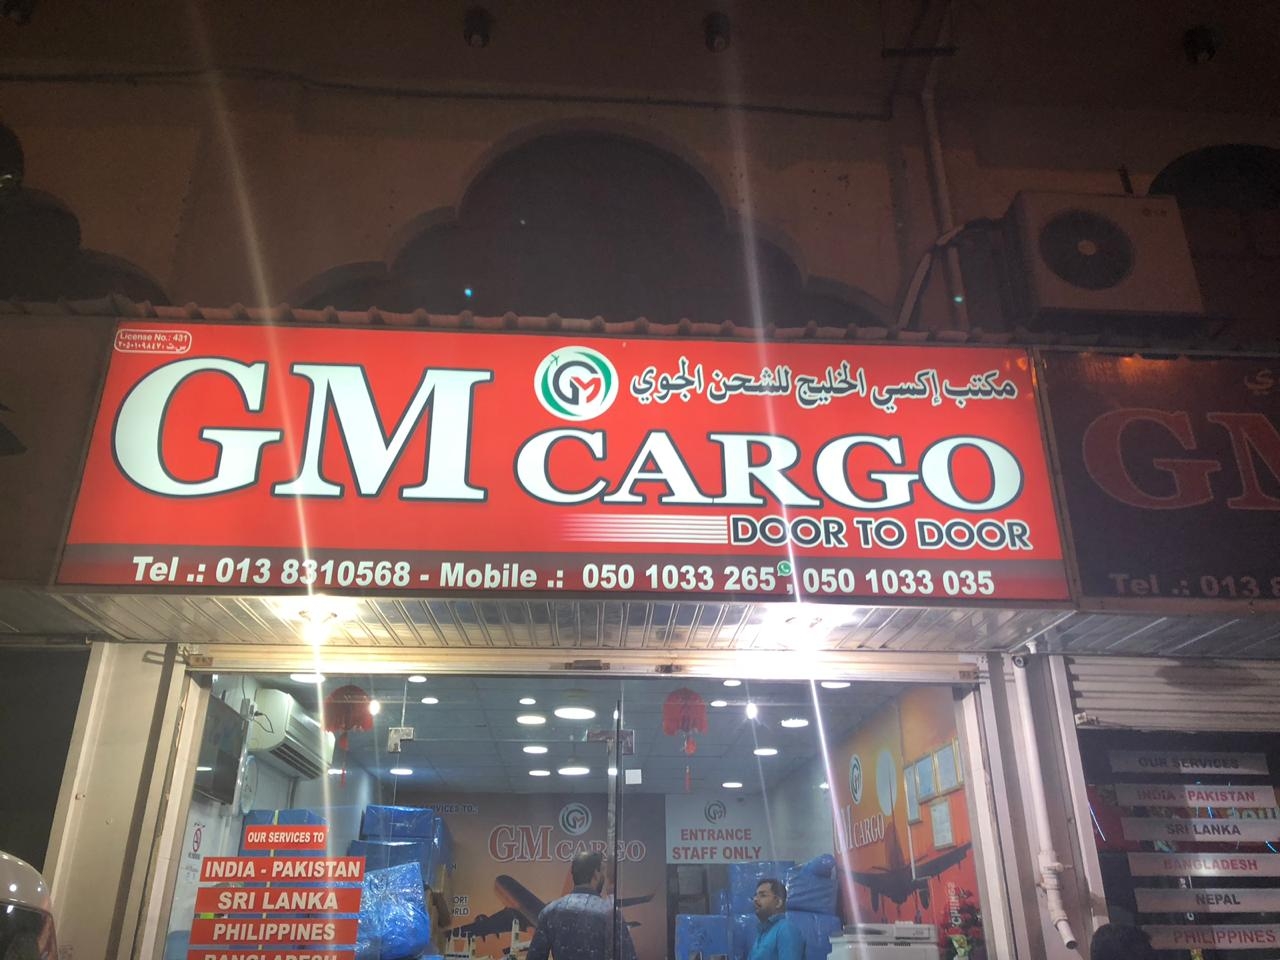 License No.: 431
س.ت : ٢٠٥٠١٠٩٨٤٧
GM CARGO
مكتب إكسي الخليج للشحن الجوي
DOOR TO DOOR
Tel .: 013 8310568 - Mobile .: 050 1033 265 , 050 1033 035
GM
Tel .: 013 8
OUR SERVICES TO
INDIA - PAKISTAN
SRI LANKA
PHILIPPINES
BANGLADESH
GM CARGO
ENTRANCE
STAFF ONLY
GM CARGO
OUR SERVICES
INDIA - PAKISTAN
SRI LANKA
BANGLADESH
NEPAL
PHILIPPINES